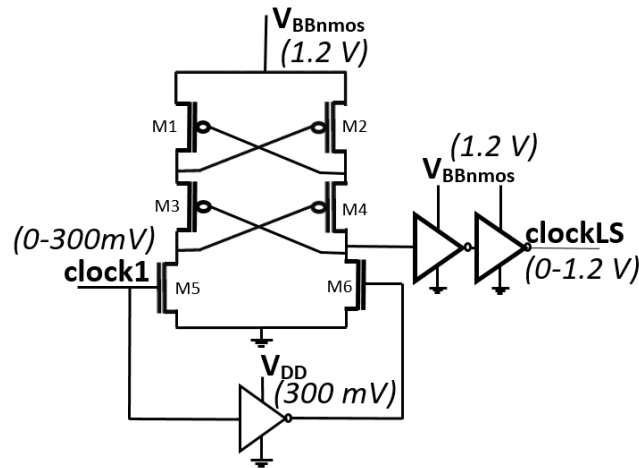 VBBnmos
(1.2 V)
M1
M2
(1.2 V)
VBBnmos
M3
M4
(0-300mV)
clock1
clockLS
(0-1.2 V)
M5
M6
VDD
(300 mV)